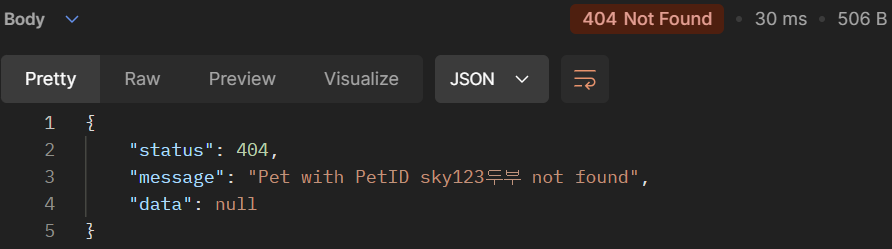 Body 404 Not Found • 30 ms • 506 B
Pretty Raw Preview Visualize JSON
1 {
2 "status": 404,
3 "message": "Pet with PetID sky123두부 not found",
4 "data": null
5 }